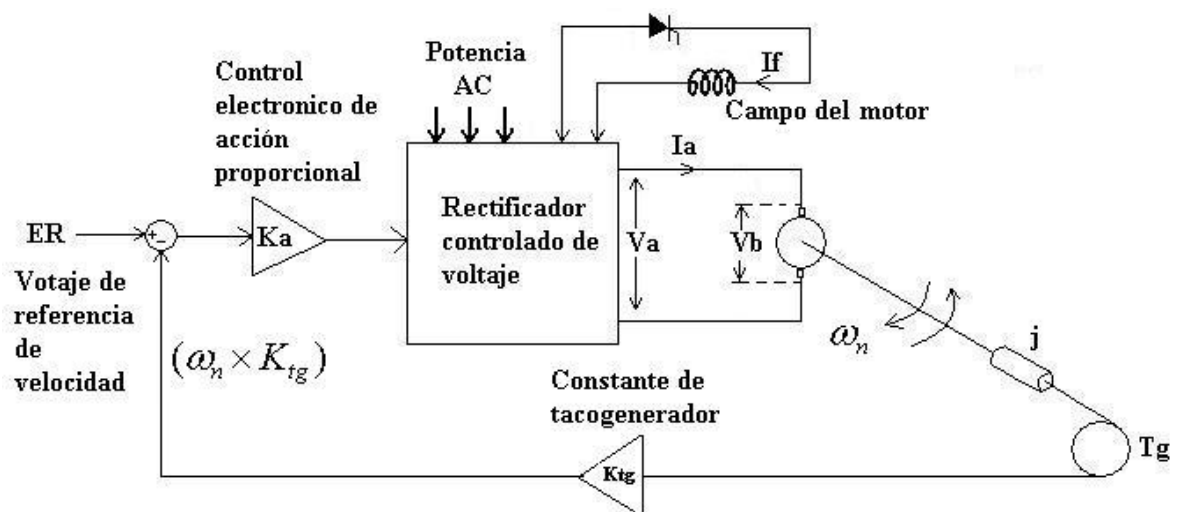 Control
electronico de
acción
proporcional
Potencia
AC
If
Campo del motor
Ia
ER
+
-
Ka
Rectificador
controlado de
voltaje
Va
Vb
Votaje de
referencia
de
velocidad
(ωn × Ktg)
ωn
j
Constante de
tacogenerador
Ktg
Tg